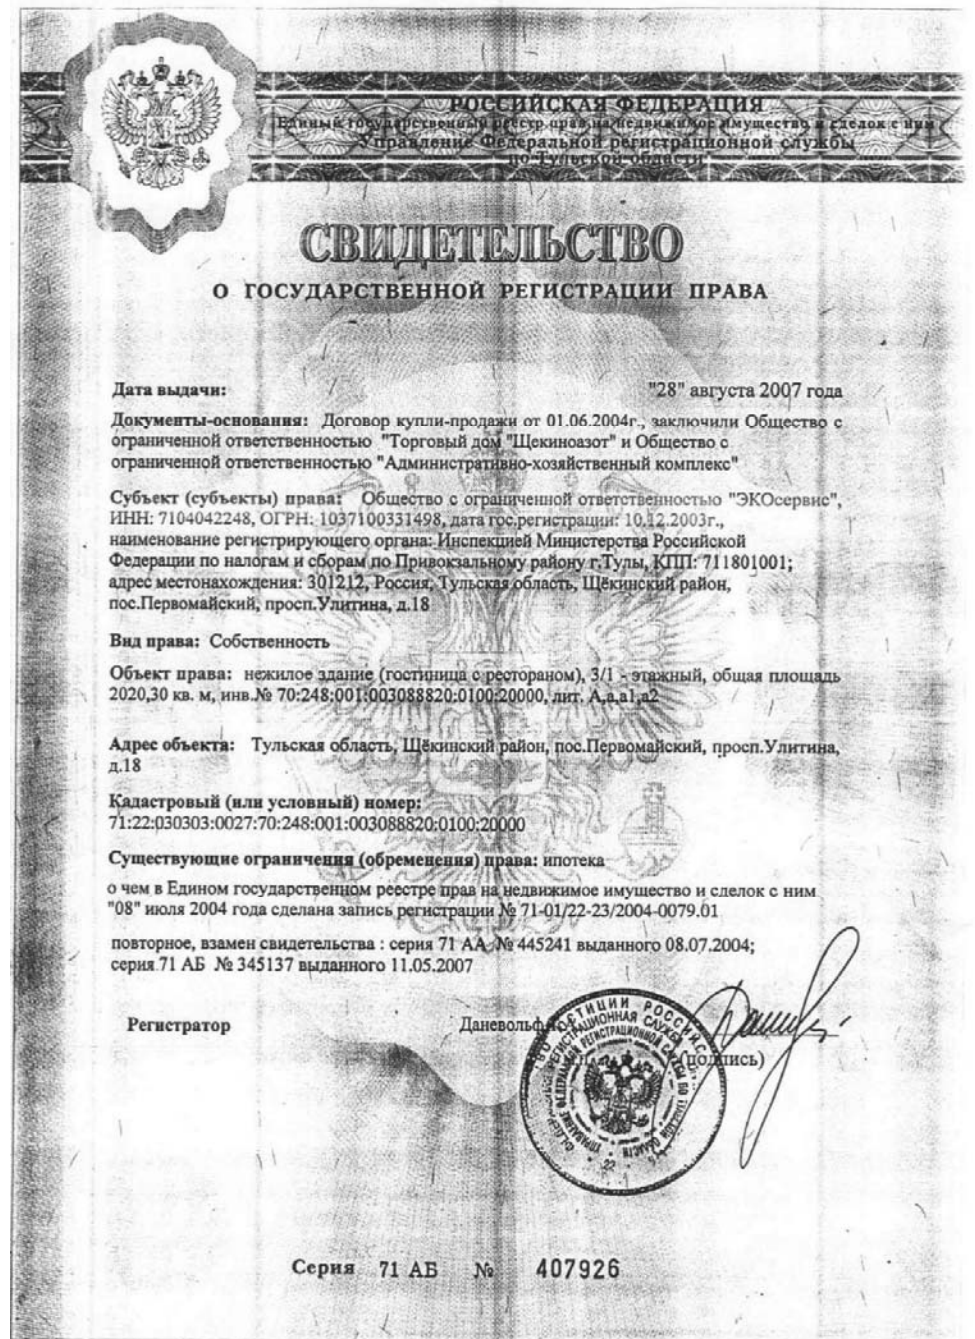 РОССИЙСКАЯ ФЕДЕРАЦИЯ
Единый государственный реестр прав на недвижимое имущество и сделок с ним
Управление Федеральной регистрационной службы
по Тульской области
СВИДЕТЕЛЬСТВО
О ГОСУДАРСТВЕННОЙ РЕГИСТРАЦИИ ПРАВА
Дата выдачи: "28" августа 2007 года
Документы-основания: Договор купли-продажи от 01.06.2004г., заключили Общество с
ограниченной ответственностью "Торговый дом "Щекиноазот" и Общество с
ограниченной ответственностью "Административно-хозяйственный комплекс"
Субъект (субъекты) права: Общество с ограниченной ответственностью "ЭКОсервис",
ИНН: 7104042248, ОГРН: 1037100331498, дата гос.регистрации: 10.12.2003г.,
наименование регистрирующего органа: Инспекцией Министерства Российской
Федерации по налогам и сборам по Привокзальному району г.Тулы, КПП: 711801001;
адрес местонахождения: 301212, Россия, Тульская область, Щёкинский район,
пос.Первомайский, просп.Улитина, д.18
Вид права: Собственность
Объект права: нежилое здание (гостиница с рестораном), 3/1 - этажный, общая площадь
2020,30 кв. м, инв.№ 70:248:001:003088820:0100:20000, лит. А,а,а1,а2
Адрес объекта: Тульская область, Щёкинский район, пос.Первомайский, просп.Улитина,
д.18
Кадастровый (или условный) номер:
71:22:030303:0027:70:248:001:003088820:0100:20000
Существующие ограничения (обременения) права: ипотека
о чем в Едином государственном реестре прав на недвижимое имущество и сделок с ним
"08" июля 2004 года сделана запись регистрации № 71-01/22-23/2004-0079.01
повторное, взамен свидетельства : серия 71 АА № 445241 выданного 08.07.2004;
серия 71 АБ № 345137 выданного 11.05.2007
Регистратор Даневольф
(подпись)
Серия 71 АБ № 407926